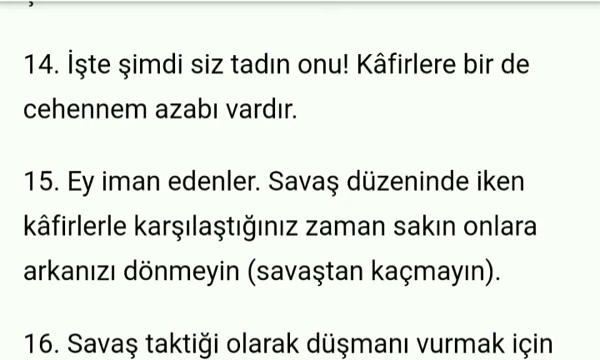 14. İşte şimdi siz tadın onu! Kâfirlere bir de
cehennem azabı vardır.
15. Ey iman edenler. Savaş düzeninde iken
kâfirlerle karşılaştığınız zaman sakın onlara
arkanızı dönmeyin (savaştan kaçmayın).
16. Savaş taktiği olarak düşmanı vurmak için